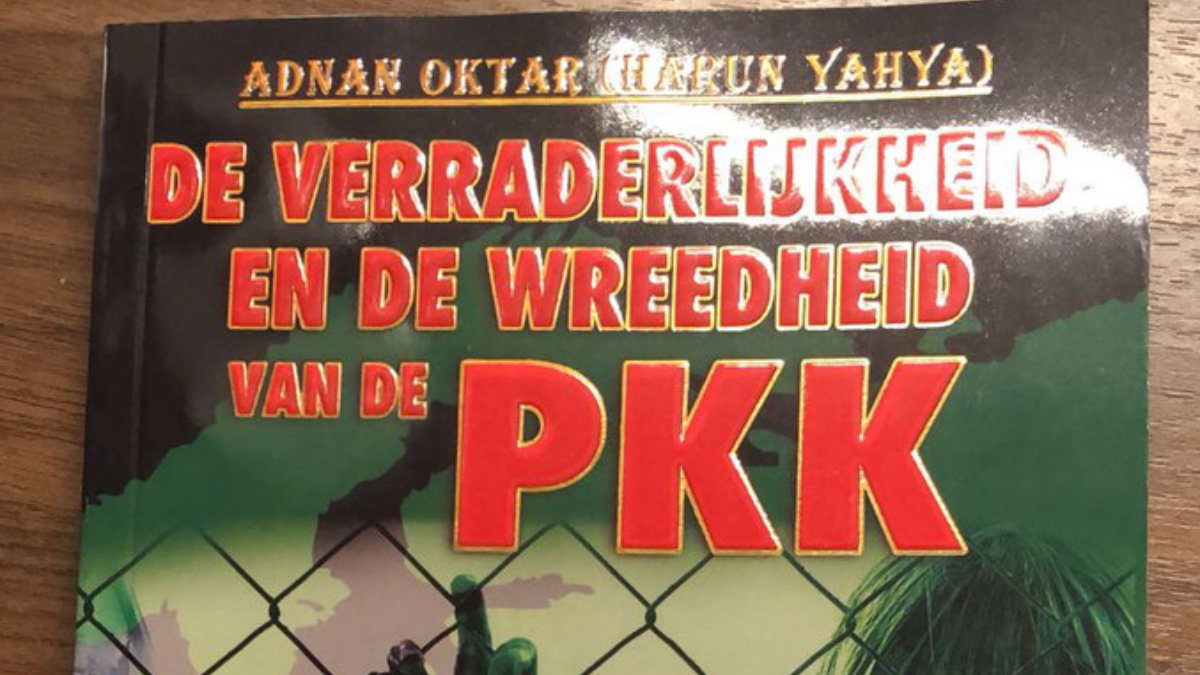 ADNAN OKTAR (HARUN YAHYA)
DE VERRADERLIJKHEID
EN DE WREEDHEID
VAN DE PKK